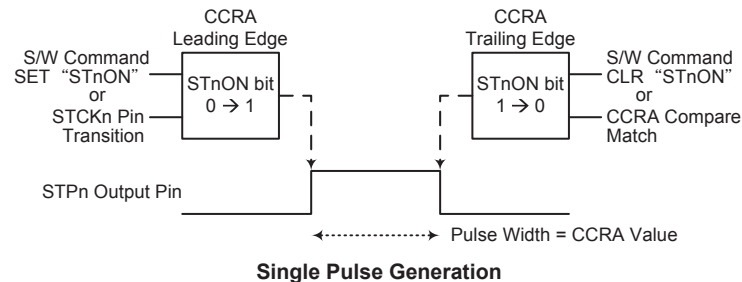 CCRA
Leading Edge
S/W Command
SET “STnON”
or
STCKn Pin
Transition
STnON bit
0 → 1
CCRA
Trailing Edge
STnON bit
1 → 0
S/W Command
CLR “STnON”
or
CCRA Compare
Match
STPn Output Pin
Pulse Width = CCRA Value
Single Pulse Generation